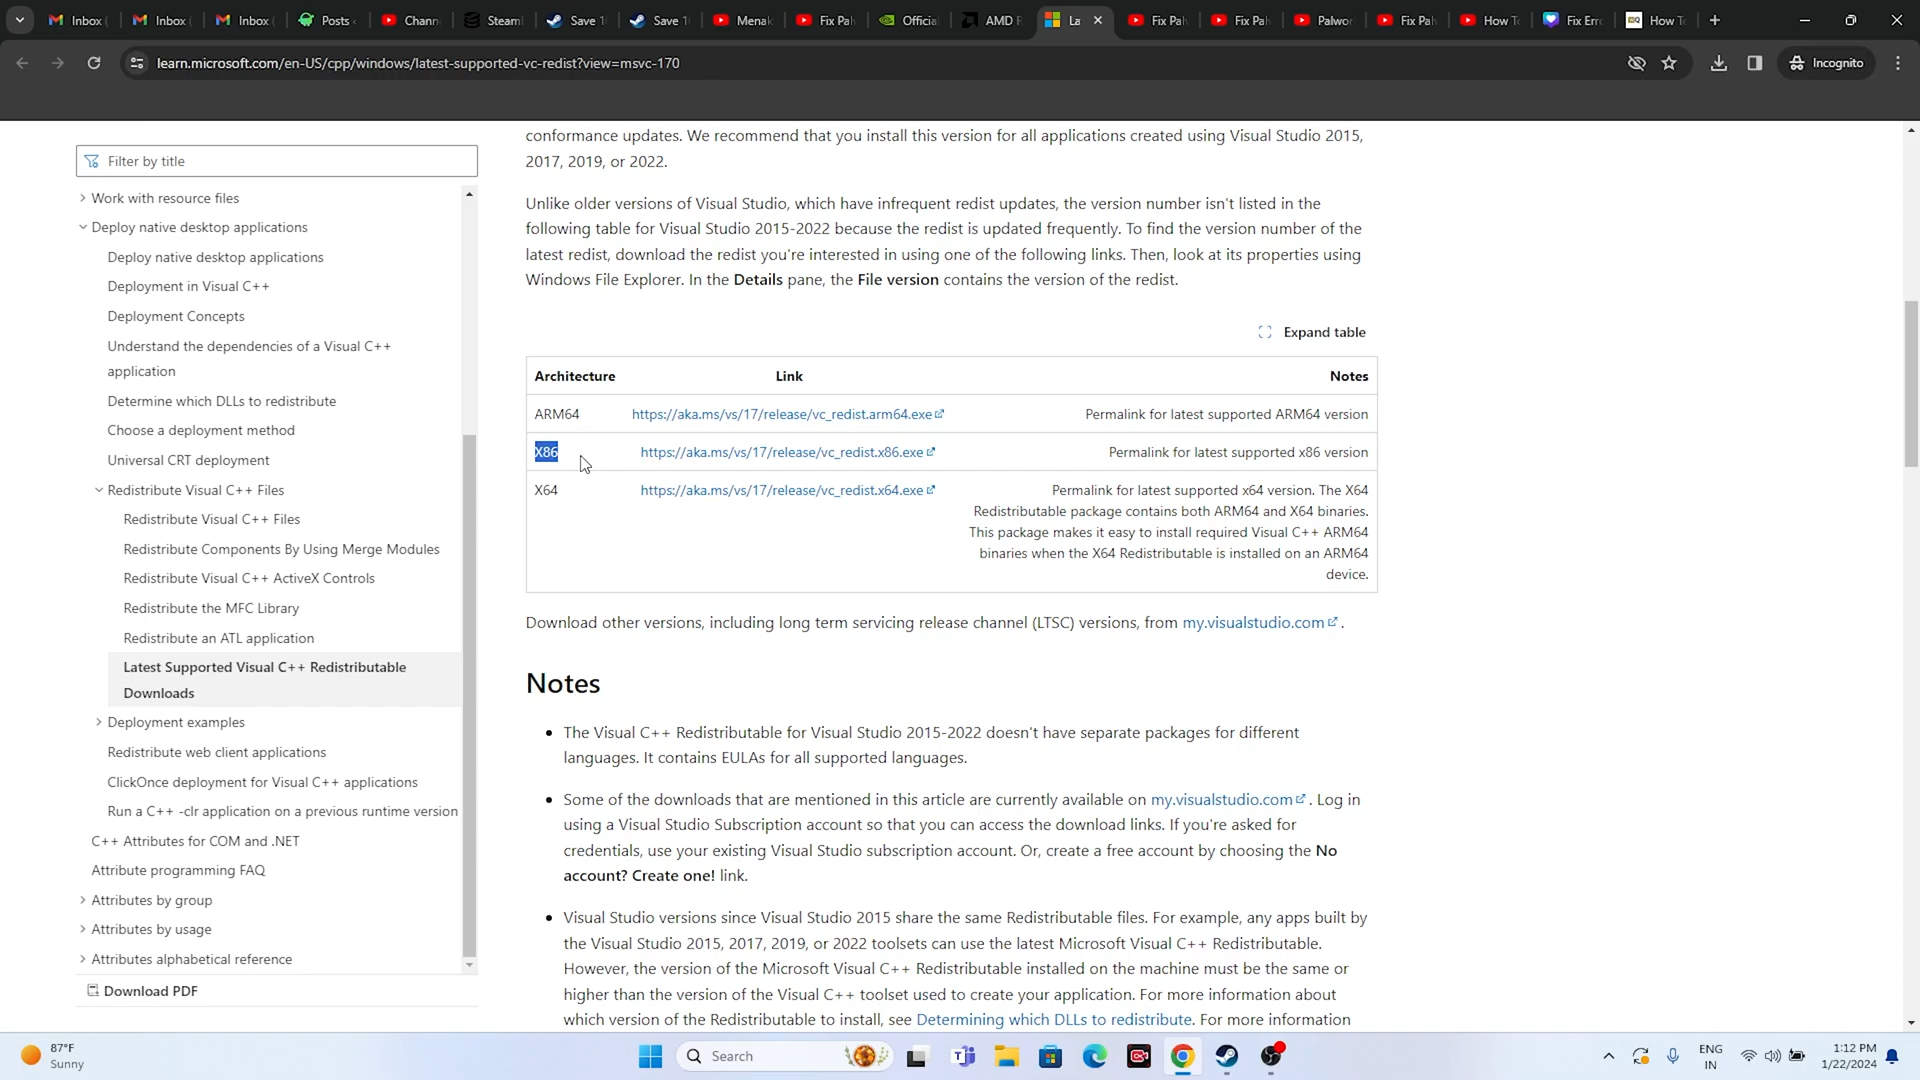 Inbox (
Inbox (
Inbox (
Posts
Chann
Steam
Save 1
Save 1
Menak
Fix Pal
Official
AMD R
La
Fix Pal
Fix Pal
Palwor
Fix Pal
How T
Fix Erro
How To
learn.microsoft.com/en-US/cpp/windows/latest-supported-vc-redist?view=msvc-170
Incognito
Filter by title
Work with resource files
Deploy native desktop applications
Deploy native desktop applications
Deployment in Visual C++
Deployment Concepts
Understand the dependencies of a Visual C++
application
Determine which DLLs to redistribute
Choose a deployment method
Universal CRT deployment
Redistribute Visual C++ Files
Redistribute Visual C++ Files
Redistribute Components By Using Merge Modules
Redistribute Visual C++ ActiveX Controls
Redistribute the MFC Library
Redistribute an ATL application
Latest Supported Visual C++ Redistributable
Downloads
Deployment examples
Redistribute web client applications
ClickOnce deployment for Visual C++ applications
Run a C++ -clr application on a previous runtime version
C++ Attributes for COM and .NET
Attribute programming FAQ
Attributes by group
Attributes by usage
Attributes alphabetical reference
Download PDF
conformance updates. We recommend that you install this version for all applications created using Visual Studio 2015,
2017, 2019, or 2022.
Unlike older versions of Visual Studio, which have infrequent redist updates, the version number isn't listed in the
following table for Visual Studio 2015-2022 because the redist is updated frequently. To find the version number of the
latest redist, download the redist you're interested in using one of the following links. Then, look at its properties using
Windows File Explorer. In the Details pane, the File version contains the version of the redist.
Expand table
Architecture Link Notes
ARM64 https://aka.ms/vs/17/release/vc_redist.arm64.exe Permalink for latest supported ARM64 version
X86 https://aka.ms/vs/17/release/vc_redist.x86.exe Permalink for latest supported x86 version
X64 https://aka.ms/vs/17/release/vc_redist.x64.exe Permalink for latest supported x64 version. The X64
Redistributable package contains both ARM64 and X64 binaries.
This package makes it easy to install required Visual C++ ARM64
binaries when the X64 Redistributable is installed on an ARM64
device.
Download other versions, including long term servicing release channel (LTSC) versions, from my.visualstudio.com .
Notes
• The Visual C++ Redistributable for Visual Studio 2015-2022 doesn't have separate packages for different
languages. It contains EULAs for all supported languages.
• Some of the downloads that are mentioned in this article are currently available on my.visualstudio.com . Log in
using a Visual Studio Subscription account so that you can access the download links. If you're asked for
credentials, use your existing Visual Studio subscription account. Or, create a free account by choosing the No
account? Create one! link.
• Visual Studio versions since Visual Studio 2015 share the same Redistributable files. For example, any apps built by
the Visual Studio 2015, 2017, 2019, or 2022 toolsets can use the latest Microsoft Visual C++ Redistributable.
However, the version of the Microsoft Visual C++ Redistributable installed on the machine must be the same or
higher than the version of the Visual C++ toolset used to create your application. For more information about
which version of the Redistributable to install, see Determining which DLLs to redistribute. For more information
87°F
Sunny
Search
ENG
IN
1:12 PM
1/22/2024